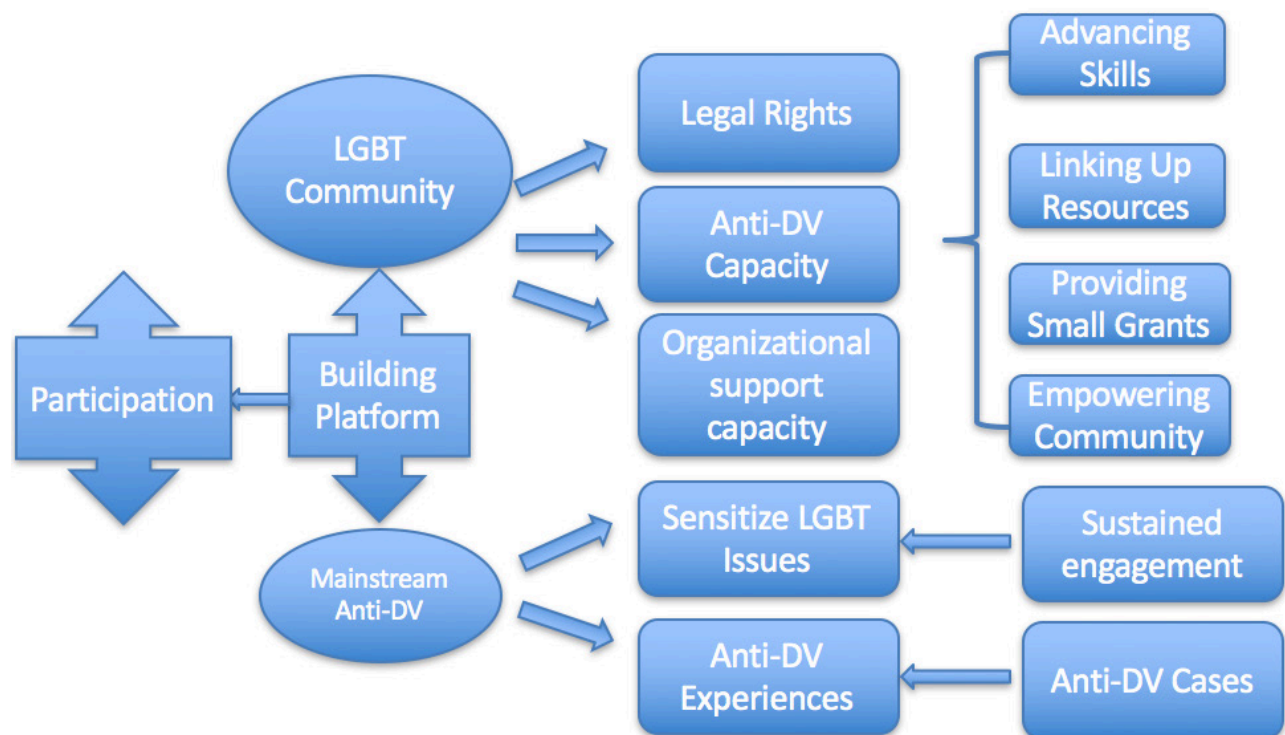 LGBT
Community
Participation
Building
Platform
Mainstream
Anti-DV
Legal Rights
Anti-DV
Capacity
Organizational
support
capacity
Sensitize LGBT
Issues
Anti-DV
Experiences
Advancing
Skills
Linking Up
Resources
Providing
Small Grants
Empowering
Community
Sustained
engagement
Anti-DV Cases